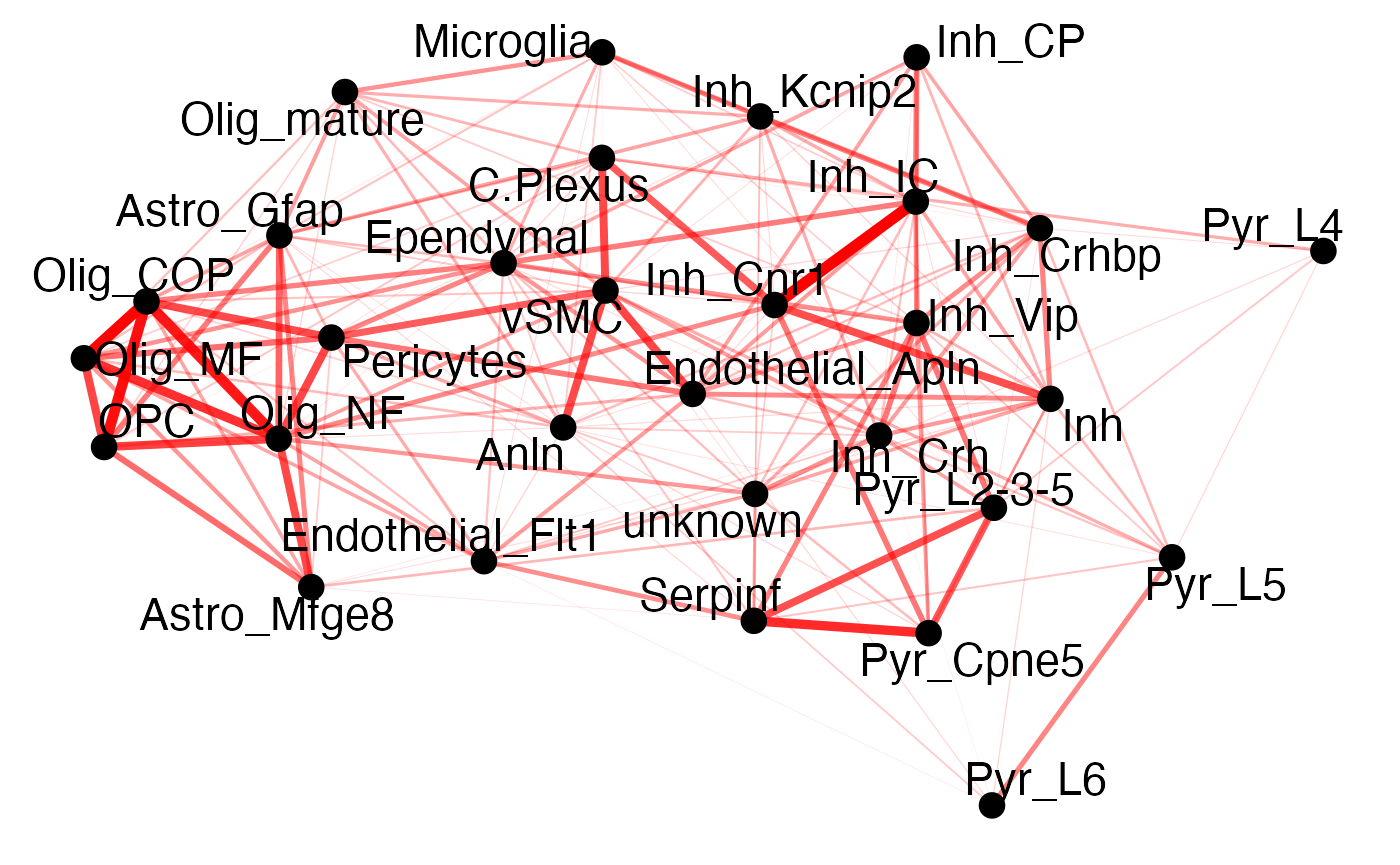 Microglia
Inh_CP
Inh_Kcnip2
Olig_mature
C.Plexus
Inh_IC
Astro_Gfap
Ependymal
Pyr_L4
Inh_Crhbp
Olig_COP
Inh_Cnr1
vSMC
Inh_Vip
Olig_MF
Pericytes
Endothelial_Apln
OPC
Olig_NF
Inh
Anln
Inh_Crh
Pyr_L2-3-5
unknown
Endothelial_Flt1
Pyr_L5
Serpinf
Astro_Mfge8
Pyr_Cpne5
Pyr_L6